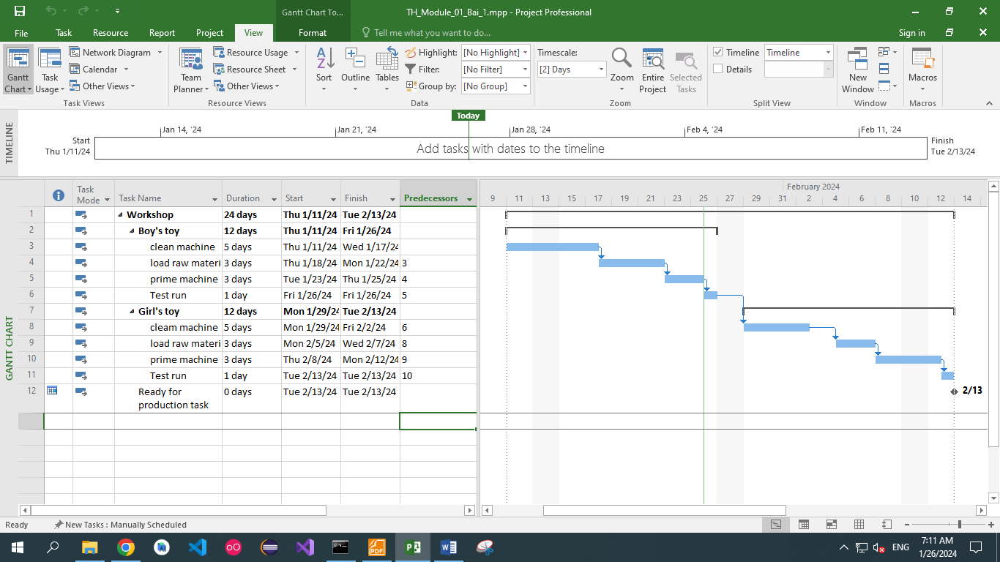 Gantt Chart To...
TH_Module_01_Bai_1.mpp - Project Professional
File Task Resource Report Project View Format Tell me what you want to do... Sign in
Gantt Chart
Task Usage
Network Diagram
Calendar
Other Views
Task Views
Team Planner
Resource Usage
Resource Sheet
Other Views
Resource Views
Sort
Outline
Tables
Highlight: [No Highlight]
Filter: [No Filter]
Group by: [No Group]
Data
Timescale:
[2] Days
Zoom
Entire Project
Selected Tasks
Zoom
Timeline Timeline
Details
Split View
New Window
Window
Macros
Macros
TIMELINE
Today
Jan 14, '24 Jan 21, '24 Jan 28, '24 Feb 4, '24 Feb 11, '24
Start
Thu 1/11/24
Add tasks with dates to the timeline
Finish
Tue 2/13/24
GANTT CHART
Task Mode Task Name Duration Start Finish Predecessors
February 2024
9 11 13 15 17 19 21 23 25 27 29 31 2 4 6 8 10 12 14
1 Workshop 24 days Thu 1/11/24 Tue 2/13/24
2 Boy's toy 12 days Thu 1/11/24 Fri 1/26/24
3 clean machine 5 days Thu 1/11/24 Wed 1/17/24
4 load raw materi 3 days Thu 1/18/24 Mon 1/22/24 3
5 prime machine 3 days Tue 1/23/24 Thu 1/25/24 4
6 Test run 1 day Fri 1/26/24 Fri 1/26/24 5
7 Girl's toy 12 days Mon 1/29/24 Tue 2/13/24
8 cleam machine 5 days Mon 1/29/24 Fri 2/2/24 6
9 load raw materi 3 days Mon 2/5/24 Wed 2/7/24 8
10 prime machine 3 days Thu 2/8/24 Mon 2/12/24 9
11 Test run 1 day Tue 2/13/24 Tue 2/13/24 10
12 Ready for production task 0 days Tue 2/13/24 Tue 2/13/24
2/13
Ready New Tasks : Manually Scheduled
ENG
7:11 AM
1/26/2024